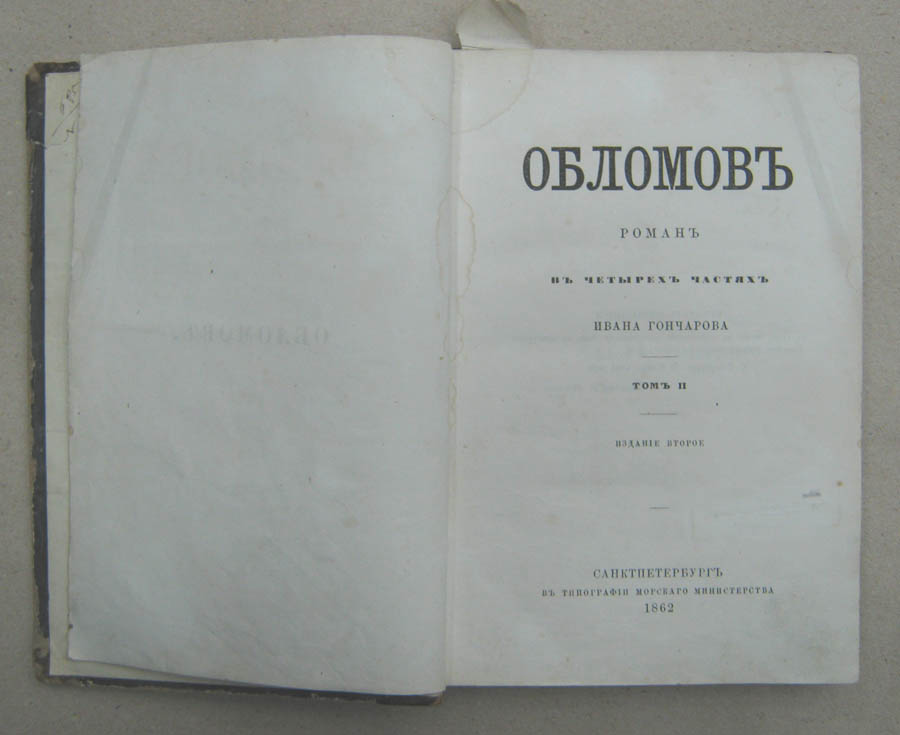 ОБЛОМОВЪ
РОМАНЪ
ВЪ ЧЕТЫРЕХЪ ЧАСТЯХЪ
ИВАНА ГОНЧАРОВА
ТОМЪ II
ИЗДАНІЕ ВТОРОЕ
САНКТПЕТЕРБУРГЪ
ВЪ ТИПОГРАФІИ МОРСКАГО МИНИСТЕРСТВА
1862